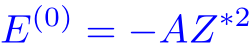 $E^{(0)} = -AZ^{*2}$